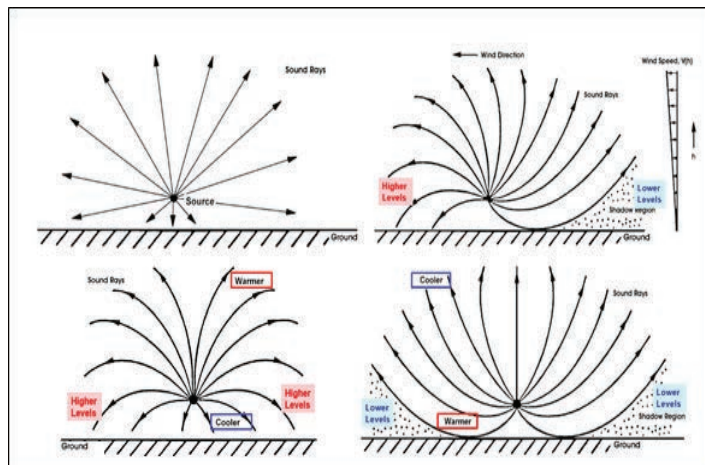 Sound Rays
Source
Ground
Wind Direction
Wind Speed, V(h)
Sound Rays
h
Higher
Levels
Lower
Levels
Shadow region
Ground
Sound Rays
Warmer
Higher
Levels
Higher Levels
Cooler
Ground
Cooler
Sound Rays
Lower
Levels
Lower
Levels
Shadow Region
Warmer
Ground